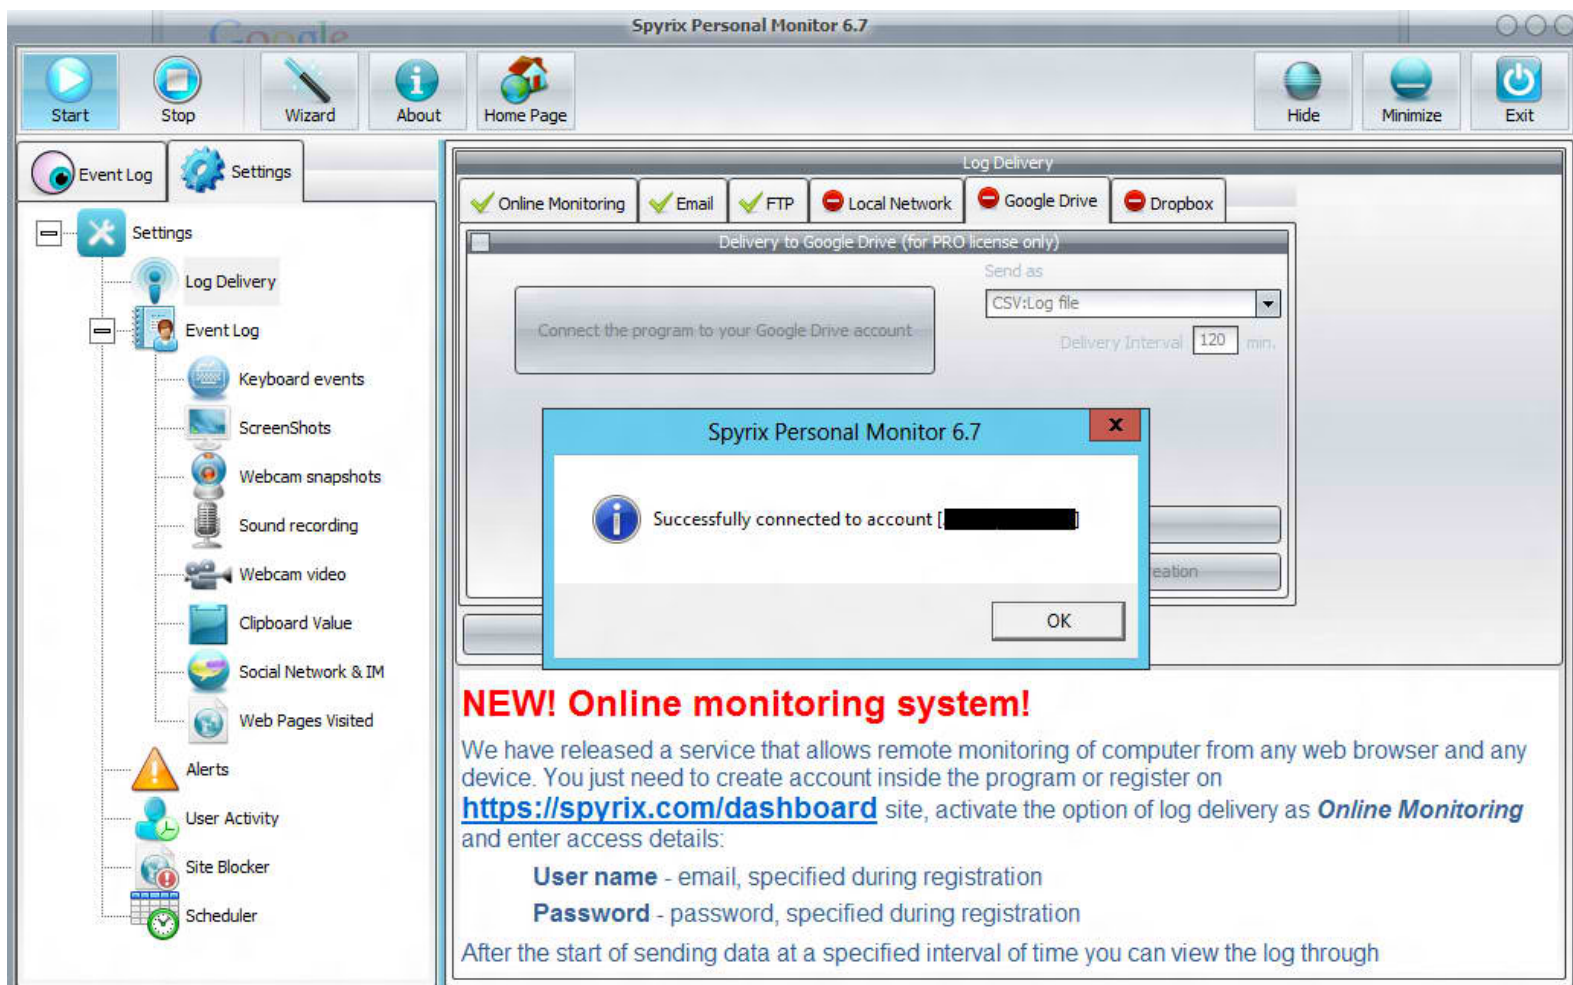 Google
Spyrix Personal Monitor 6.7
Start
Stop
Wizard
About
Home Page
Hide
Minimize
Exit
Event Log
Settings
Settings
Log Delivery
Event Log
Keyboard events
ScreenShots
Webcam snapshots
Sound recording
Webcam video
Clipboard Value
Social Network & IM
Web Pages Visited
Alerts
User Activity
Site Blocker
Scheduler
Log Delivery
Online Monitoring
Email
FTP
Local Network
Google Drive
Dropbox
Delivery to Google Drive (for PRO license only)
Connect the program to your Google Drive account
Send as
CSV:Log file
Delivery Interval 120 min.
Spyrix Personal Monitor 6.7
x
Successfully connected to account [ ]
OK
NEW! Online monitoring system!
We have released a service that allows remote monitoring of computer from any web browser and any
device. You just need to create account inside the program or register on
https://spyrix.com/dashboard site, activate the option of log delivery as Online Monitoring
and enter access details:
User name - email, specified during registration
Password - password, specified during registration
After the start of sending data at a specified interval of time you can view the log through